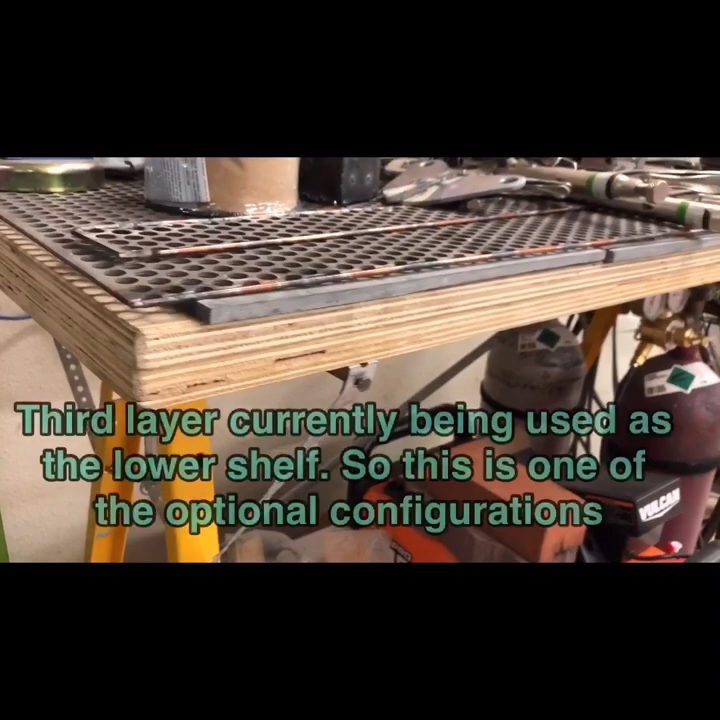 Third layer currently being used as
the lower shelf. So this is one of
the optional configurations
VULCAN